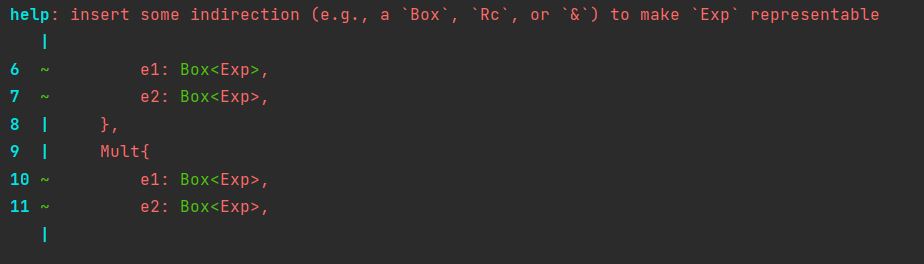 help: insert some indirection (e.g., a `Box`, `Rc`, or `&`) to make `Exp` representable
   |
6  ~         e1: Box<Exp>,
7  ~         e2: Box<Exp>,
8  |     },
9  |     Mult{
10 ~         e1: Box<Exp>,
11 ~         e2: Box<Exp>,
   |